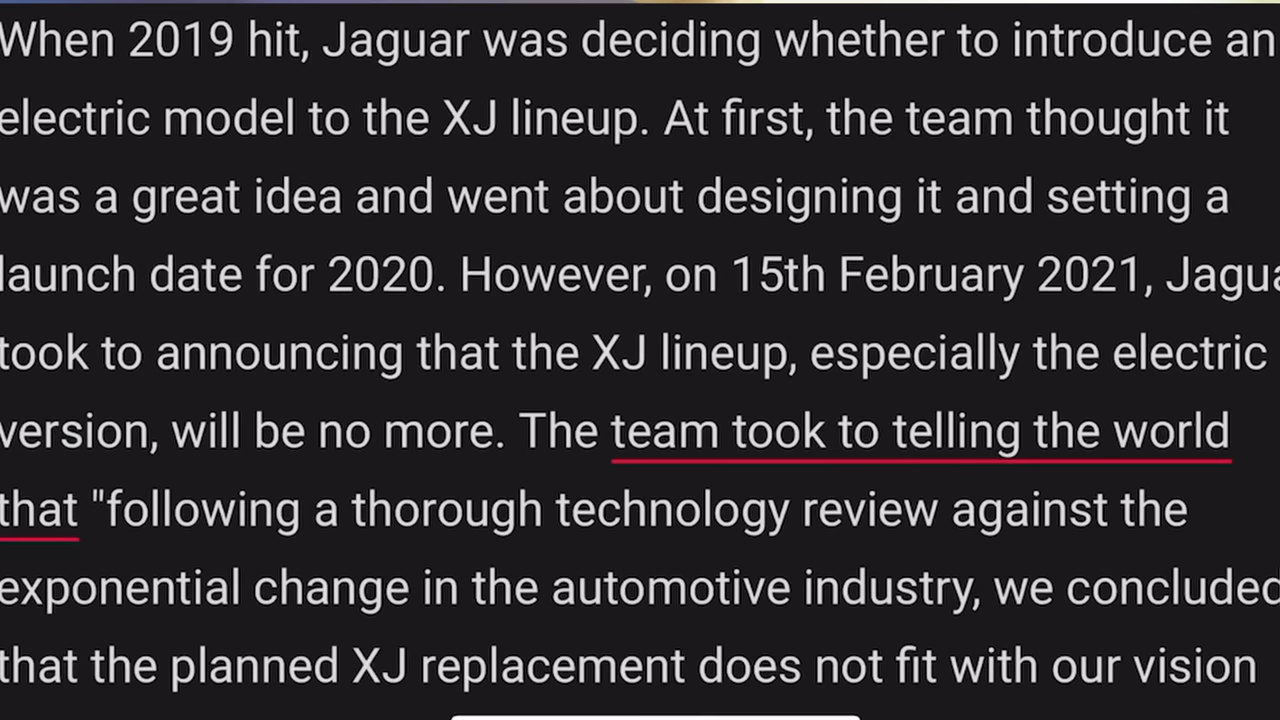 When 2019 hit, Jaguar was deciding whether to introduce an
electric model to the XJ lineup. At first, the team thought it
was a great idea and went about designing it and setting a
launch date for 2020. However, on 15th February 2021, Jagua
took to announcing that the XJ lineup, especially the electric
version, will be no more. The team took to telling the world
that "following a thorough technology review against the
exponential change in the automotive industry, we concluded
that the planned XJ replacement does not fit with our vision